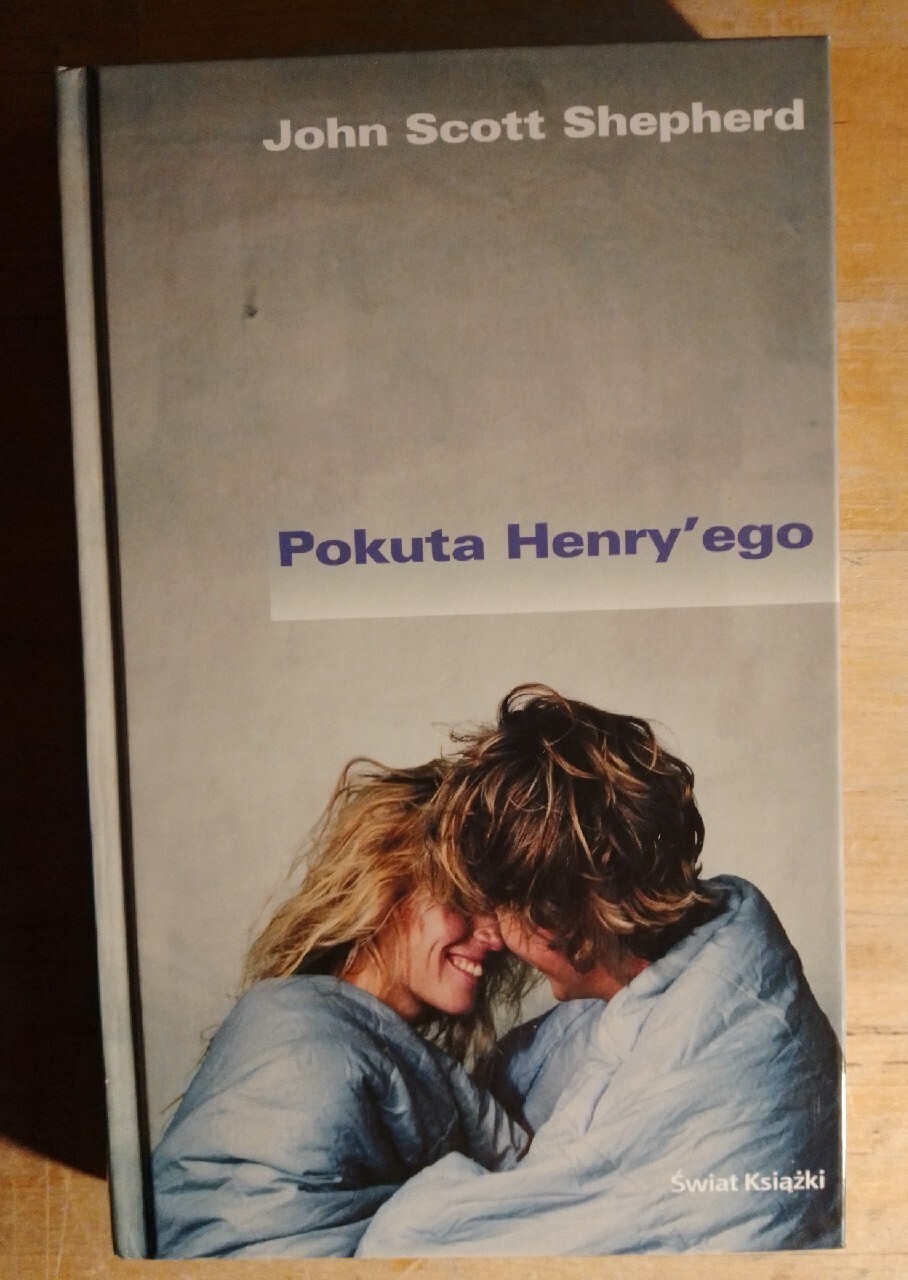 John Scott Shepherd
Pokuta Henry'ego
Świat Książki